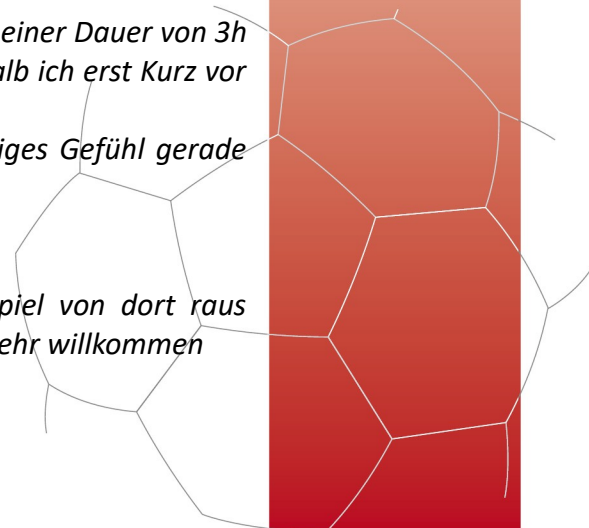 einer Dauer von 3h
alb ich erst Kurz vor
iges Gefühl gerade
piel von dort raus
ehr willkommen